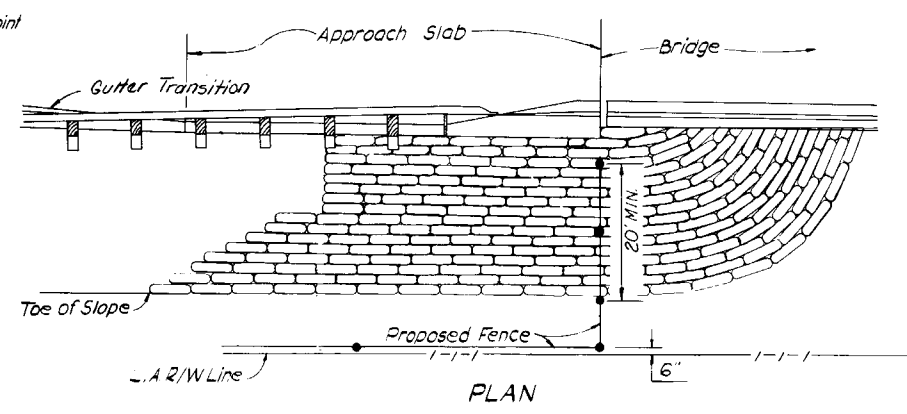 Approach Slab
Bridge
Gutter Transition
20' MIN.
Toe of Slope
Proposed Fence
L.A.R/W Line
6"
PLAN